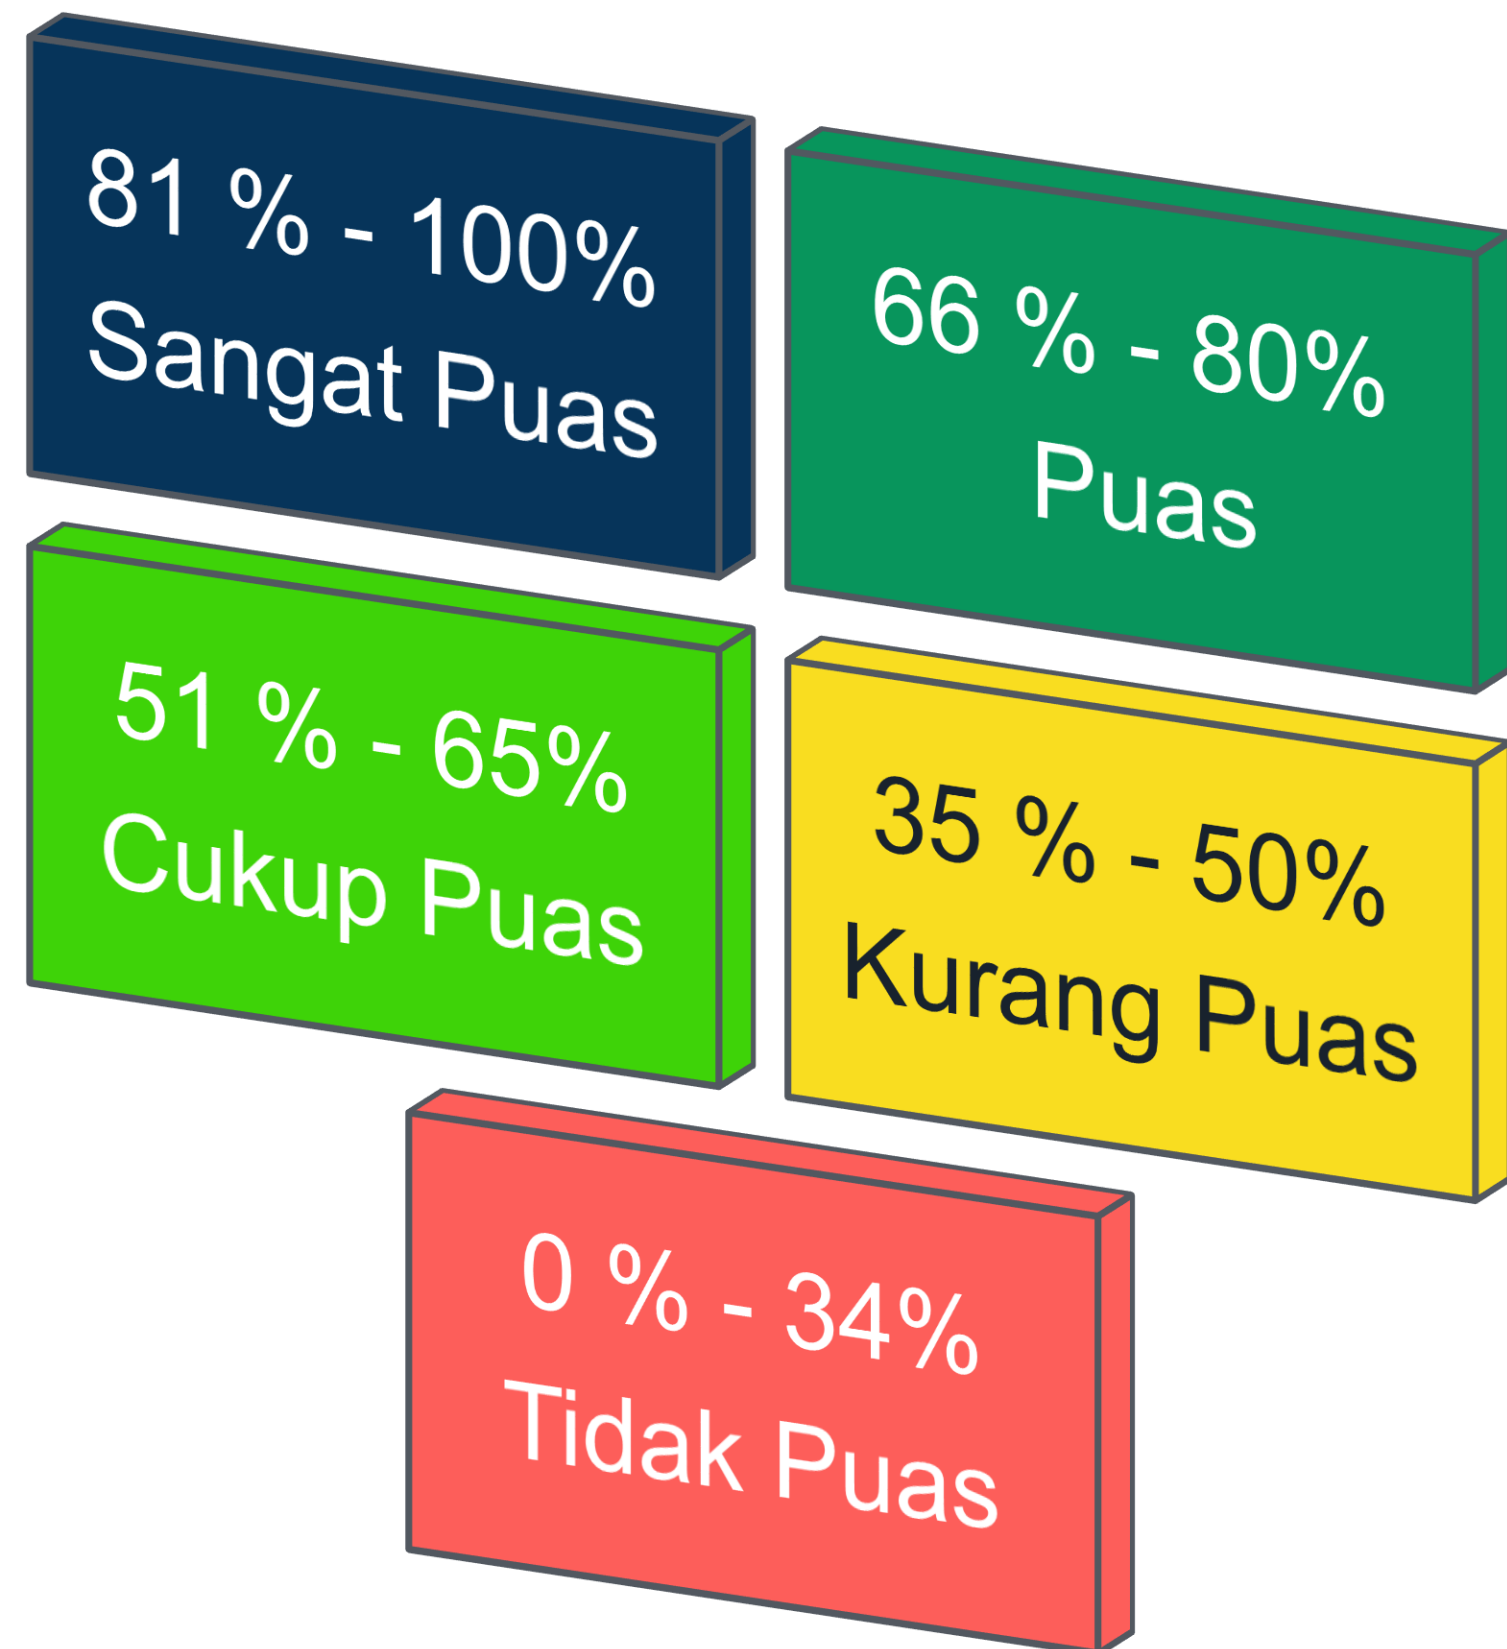 81 % - 100%
Sangat Puas
66 % - 80%
Puas
51 % - 65%
Cukup Puas
35 % - 50%
Kurang Puas
0 % - 34%
Tidak Puas